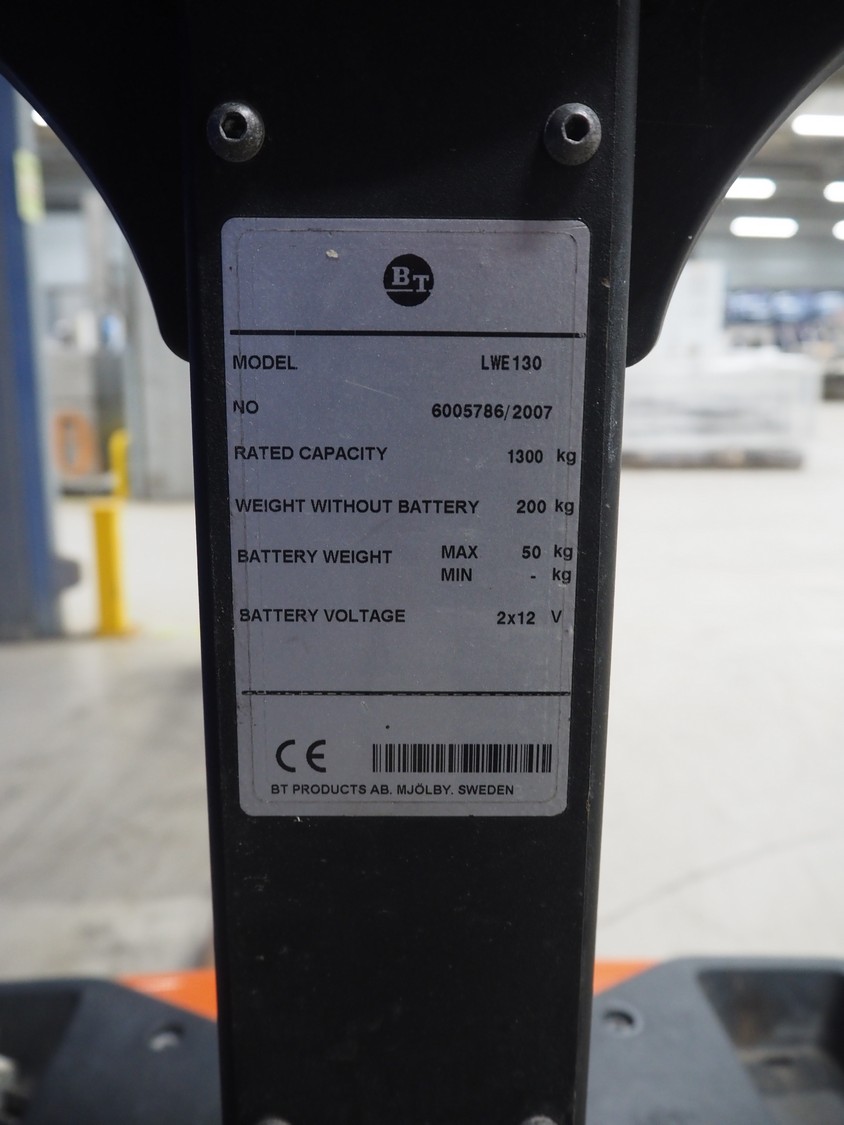 BT
MODEL LWE130
NO 6005786/2007
RATED CAPACITY 1300 kg
WEIGHT WITHOUT BATTERY 200 kg
BATTERY WEIGHT MAX 50 kg
MIN - kg
BATTERY VOLTAGE 2x12 V
CE
BT PRODUCTS AB. MJÖLBY. SWEDEN